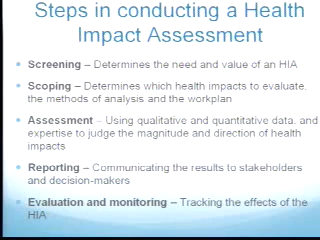 Steps in conducting a Health
Impact Assessment
Screening – Determines the need and value of an HIA
Scoping – Determines which health impacts to evaluate,
the methods of analysis and the workplan
Assessment – Using qualitative and quantitative data, and
expertise to judge the magnitude and direction of health
impacts
Reporting – Communicating the results to stakeholders
and decision-makers
Evaluation and monitoring – Tracking the effects of the
HIA